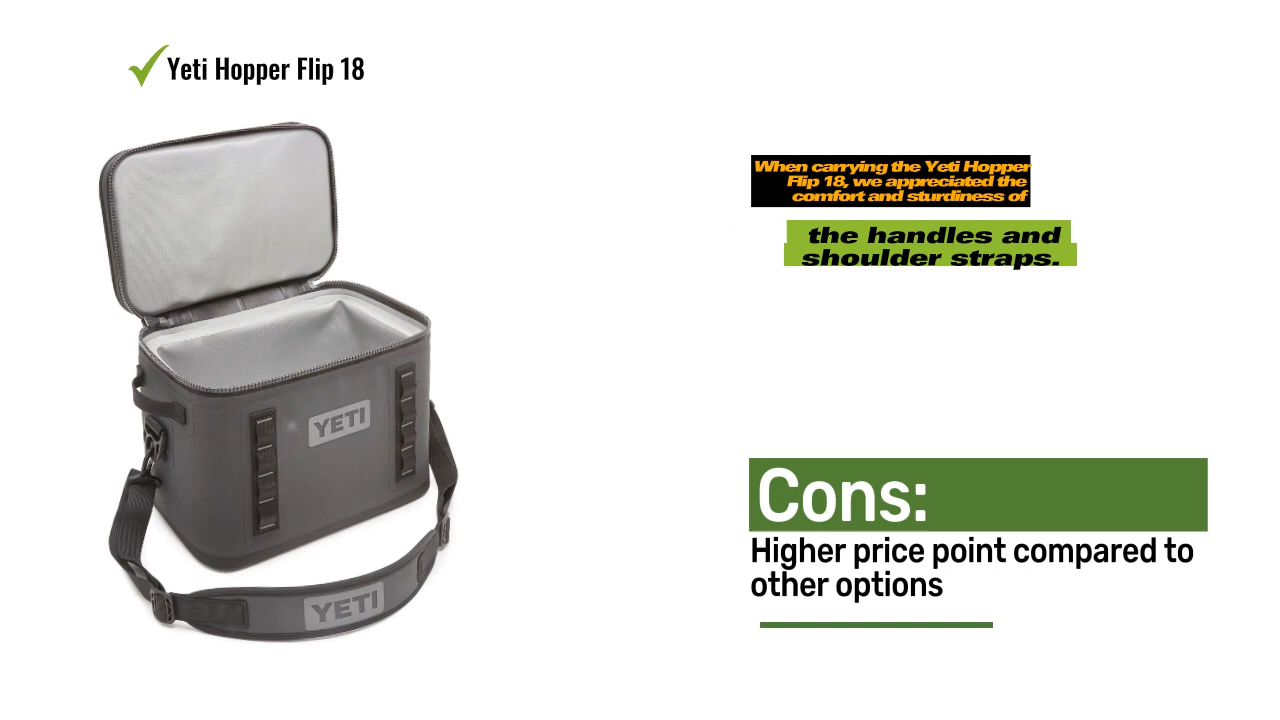 Yeti Hopper Flip 18
When carrying the Yeti Hopper
Flip 18, we appreciated the
comfort and sturdiness of
the handles and
shoulder straps.
YETI
YETI
Cons:
Higher price point compared to
other options